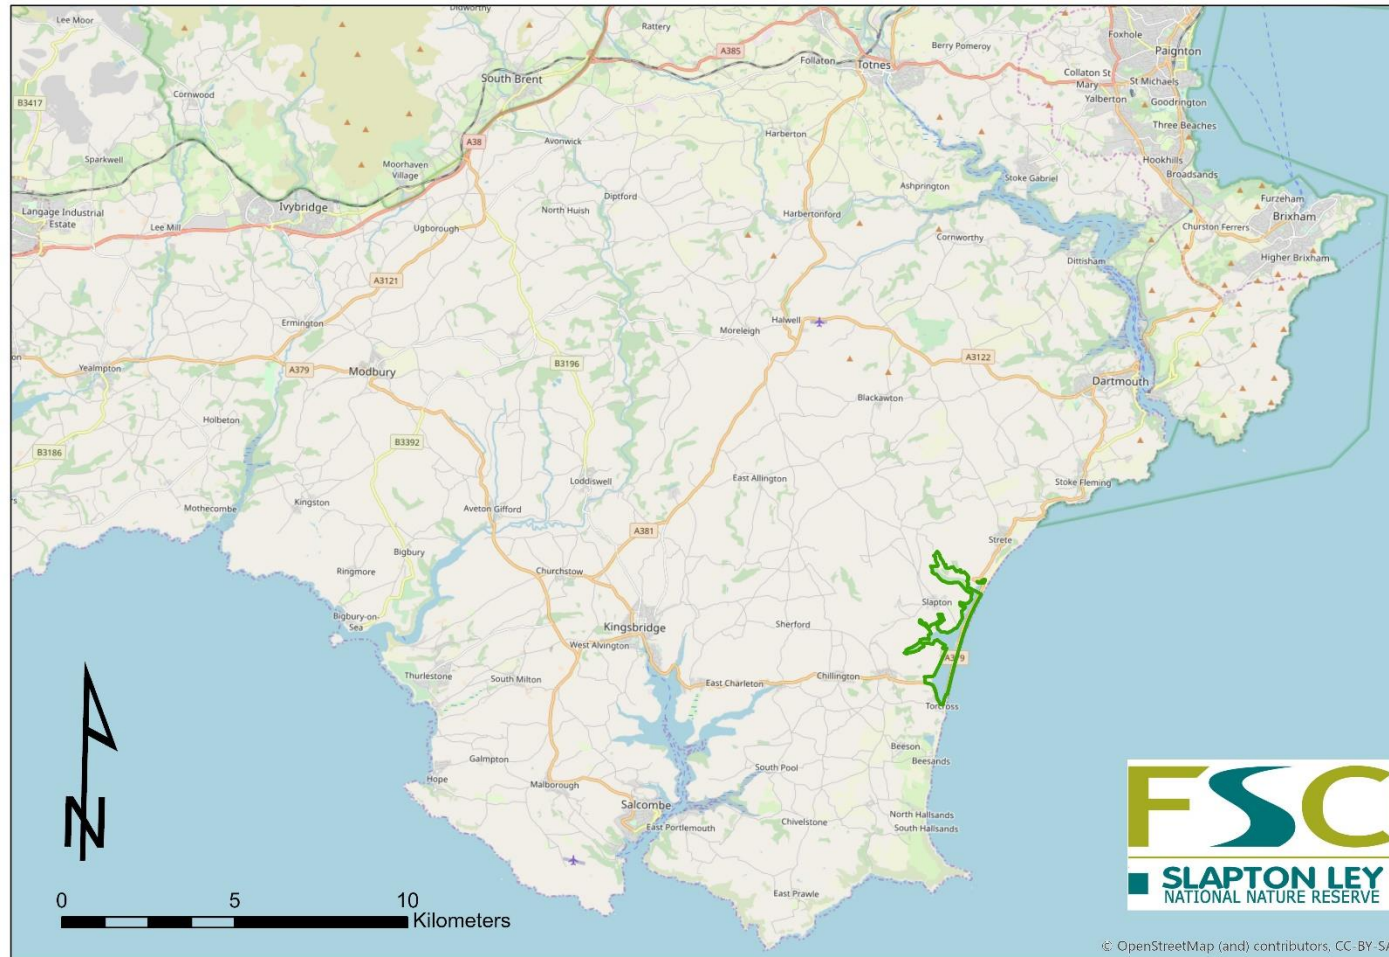 Lee Moor
Didworthy
Rattery
A385
Follaton
Totnes
Berry Pomeroy
Foxhole
Paignton
Collaton St
Mary
St Michaels
Yalberton
Goodrington
Three Beaches
B3417
Cornwood
South Brent
A38
Avonwick
Harberton
Hookhills
Broadsands
Sparkwell
Moorhaven
Village
Diptford
Ashprington
Stoke Gabriel
Furzeham
Brixham
Langage Industrial
Estate
Lee Mill
Ivybridge
Ugborough
North Huish
Harbertonford
Cornworthy
Churston Ferrers
Dittisham
Higher Brixham
A3121
Ermington
Moreleigh
Halwell
A3122
Yealmpton
A379
Modbury
B3196
Blackawton
Dartmouth
Holbeton
B3186
B3392
Loddiswell
East Allington
Stoke Fleming
Mothecombe
Kingston
Aveton Gifford
A381
Strete
Bigbury
Ringmore
Churchstow
Slapton
Bigbury-on-
Sea
Kingsbridge
Sherford
West Alvington
A379
Thurlestone
South Milton
East Charleton
Chillington
Torcross
Beeson
Beesands
Galmpton
Hope
Malborough
South Pool
Salcombe
East Portlemouth
Chivelstone
North Hallsands
South Hallsands
East Prawle
N
0 5 10
Kilometers
FSC
SLAPTON LEY
NATIONAL NATURE RESERVE
© OpenStreetMap (and) contributors, CC-BY-SA